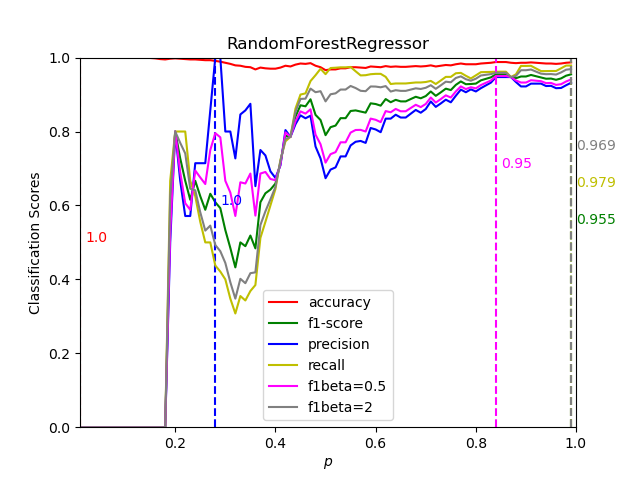 RandomForestRegressor
Classification Scores
1.0
0.8
0.6
0.4
0.2
0.0
1.0
1.0
0.95
0.969
0.979
0.955
accuracy
f1-score
precision
recall
f1beta=0.5
f1beta=2
0.2 0.4 0.6 0.8 1.0
p